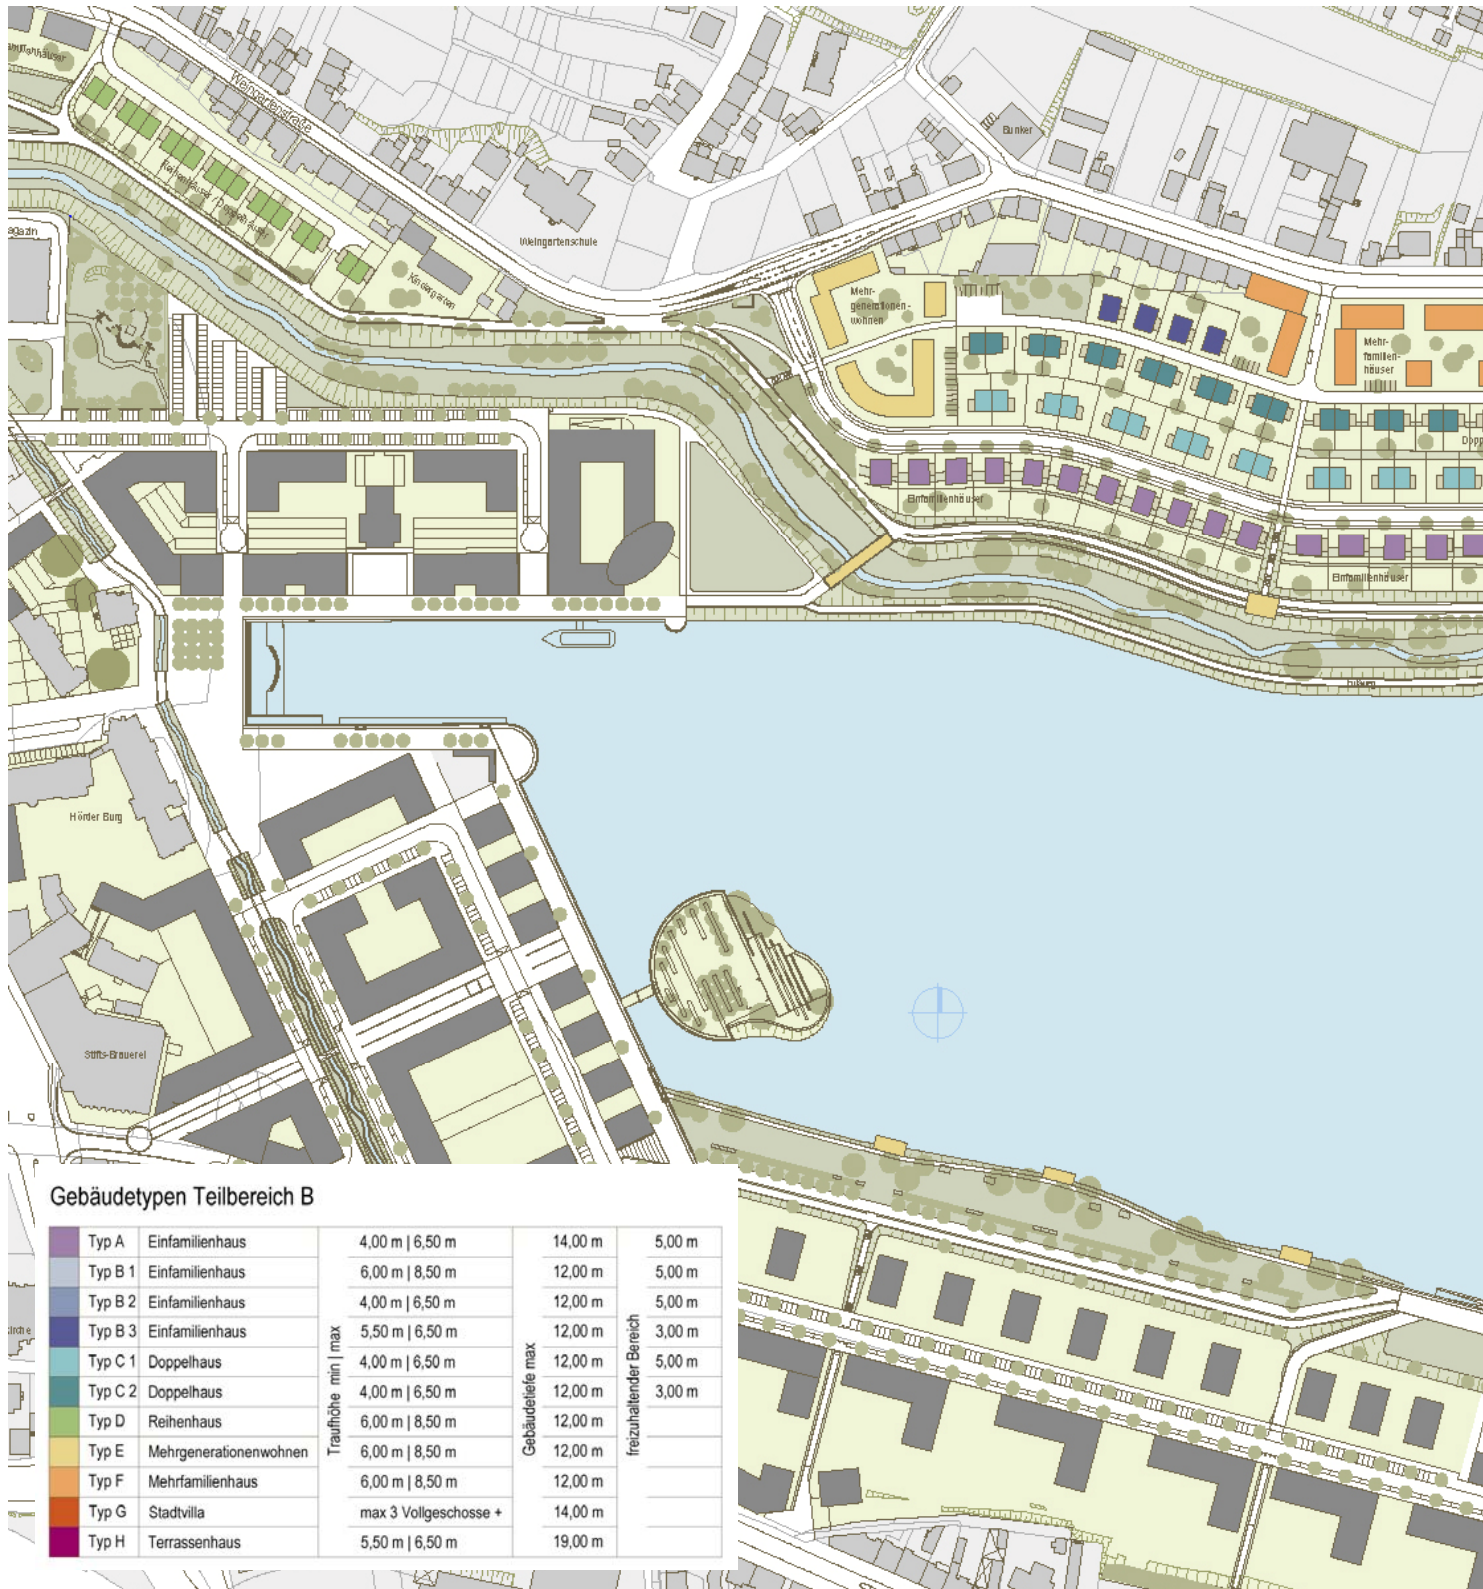 Weingartenstraße
Bunker
Weingartenschule
Kindergarten
agazin
Mehr-
generationen-
wohnen
Mehr-
familien-
häuser
Dopp
Einfamilienhäuser
Einfamilienhäuser
Hörder Burg
Stifts-Brauerei
kirche
Gebäudetypen Teilbereich B
Typ A Einfamilienhaus 4,00 m | 6,50 m 14,00 m 5,00 m
Typ B 1 Einfamilienhaus 6,00 m | 8,50 m 12,00 m 5,00 m
Typ B 2 Einfamilienhaus 4,00 m | 6,50 m 12,00 m 5,00 m
Typ B 3 Einfamilienhaus 5,50 m | 6,50 m 12,00 m 3,00 m
Typ C 1 Doppelhaus 4,00 m | 6,50 m 12,00 m 5,00 m
Typ C 2 Doppelhaus 4,00 m | 6,50 m 12,00 m 3,00 m
Typ D Reihenhaus 6,00 m | 8,50 m 12,00 m
Typ E Mehrgenerationenwohnen 6,00 m | 8,50 m 12,00 m
Typ F Mehrfamilienhaus 6,00 m | 8,50 m 12,00 m
Typ G Stadtvilla max 3 Vollgeschosse + 14,00 m
Typ H Terrassenhaus 5,50 m | 6,50 m 19,00 m
Traufhöhe min | max
Gebäudetiefe max
freizuhaltender Bereich